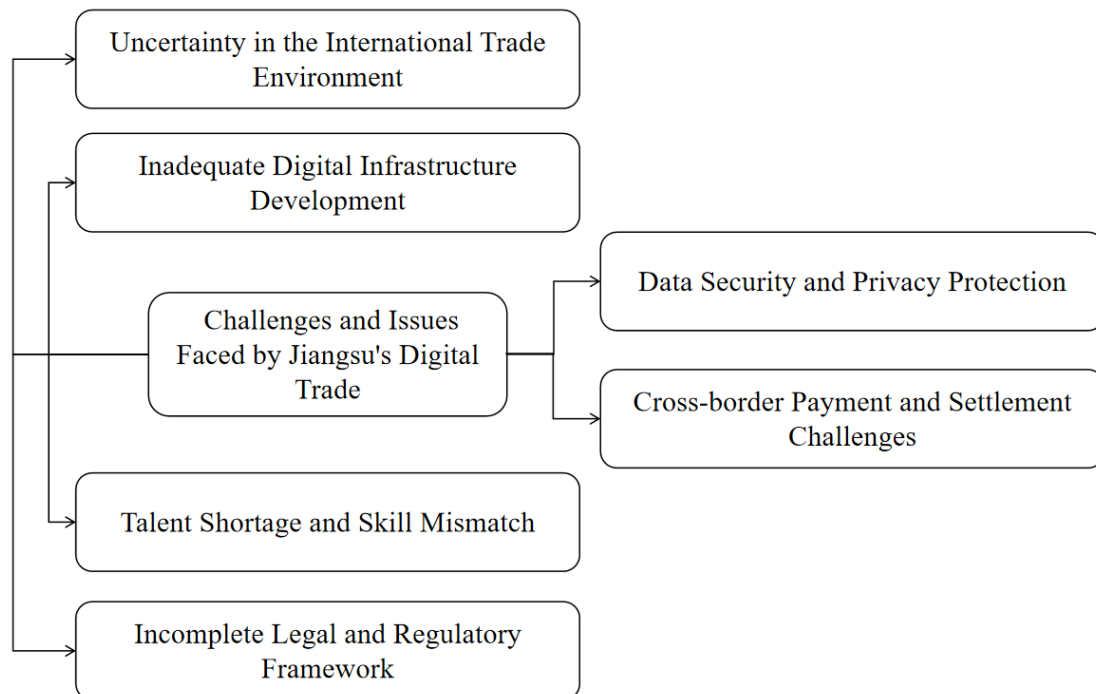 Uncertainty in the International Trade
Environment
Inadequate Digital Infrastructure
Development
Data Security and Privacy Protection
Challenges and Issues
Faced by Jiangsu's Digital
Trade
Cross-border Payment and Settlement
Challenges
Talent Shortage and Skill Mismatch
Incomplete Legal and Regulatory
Framework